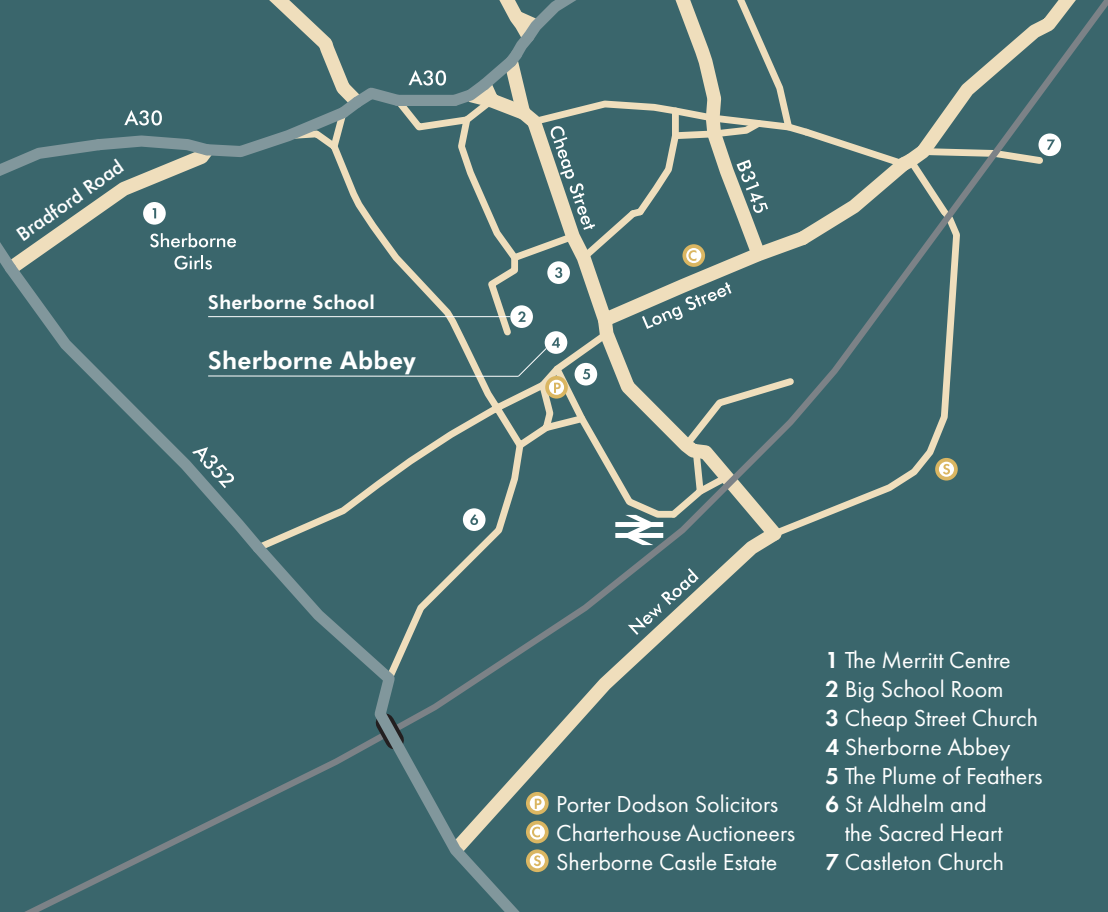 A30
A30
Bradford Road
Cheap Street
B3145
7
1
Sherborne
Girls
C
3
Sherborne School
2
Long Street
4
Sherborne Abbey
5
P
A352
S
6
New Road
1 The Merritt Centre
2 Big School Room
3 Cheap Street Church
4 Sherborne Abbey
5 The Plume of Feathers
6 St Aldhelm and
the Sacred Heart
7 Castleton Church
P Porter Dodson Solicitors
C Charterhouse Auctioneers
S Sherborne Castle Estate